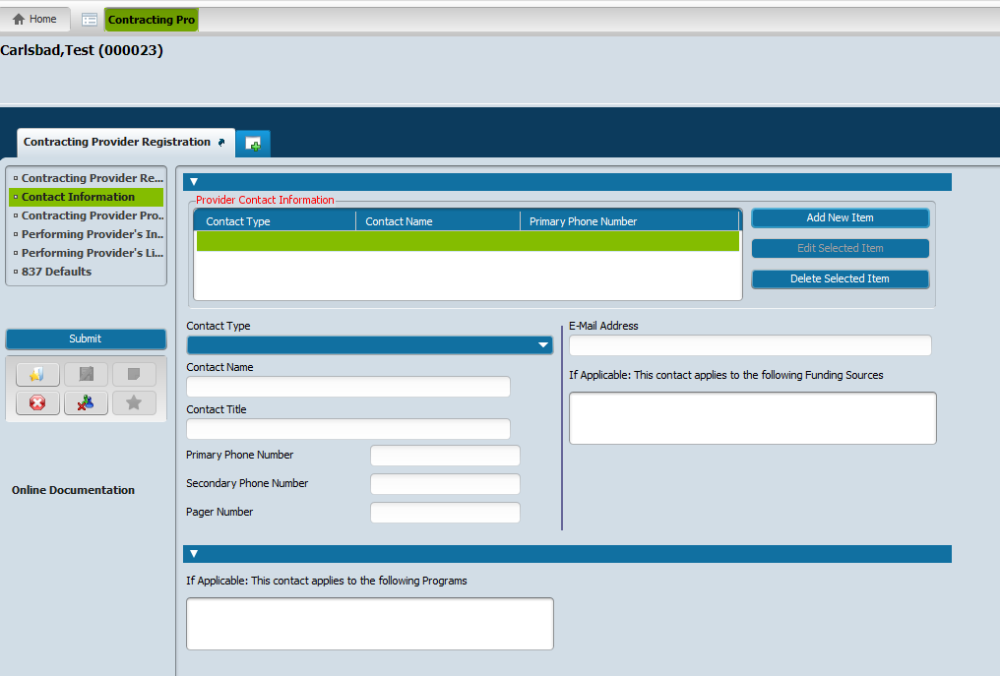 Home
Contracting Pro
Carlsbad,Test (000023)
Contracting Provider Registration
Contracting Provider Re...
Contact Information
Contracting Provider Pro..
Performing Provider's In..
Performing Provider's Li...
837 Defaults
Submit
Online Documentation
Provider Contact Information
Contact Type Contact Name Primary Phone Number
Add New Item
Edit Selected Item
Delete Selected Item
Contact Type
Contact Name
Contact Title
Primary Phone Number
Secondary Phone Number
Pager Number
E-Mail Address
If Applicable: This contact applies to the following Funding Sources
If Applicable: This contact applies to the following Programs